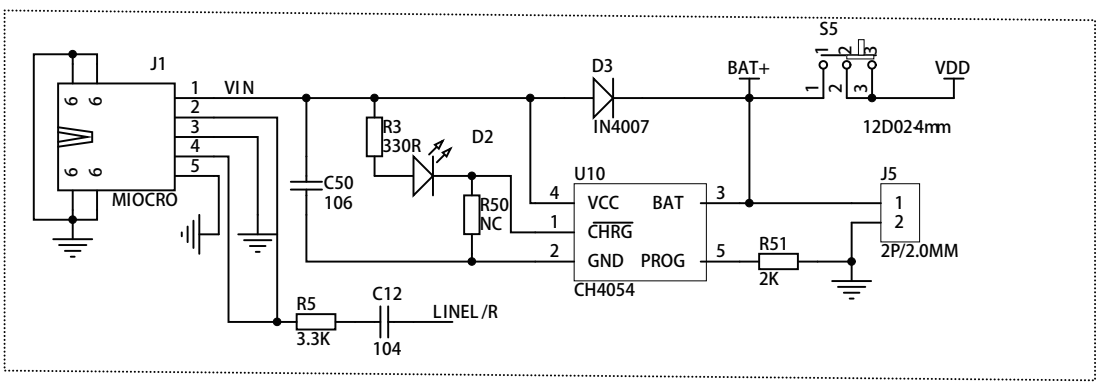 S5
J1
D3
BAT+
1 2 3
VDD
1 VIN
6 6
2
1 2 3
R3
330R
D2
IN4007
12D024mm
3
4
C50
106
U10
J5
6 6
5
R50
NC
4 VCC BAT 3
1
MIOCRO
1 CHRG
2
2 GND PROG 5
R51
2K
2P/2.0MM
CH4054
R5
3.3K
C12
104
LINEL/R